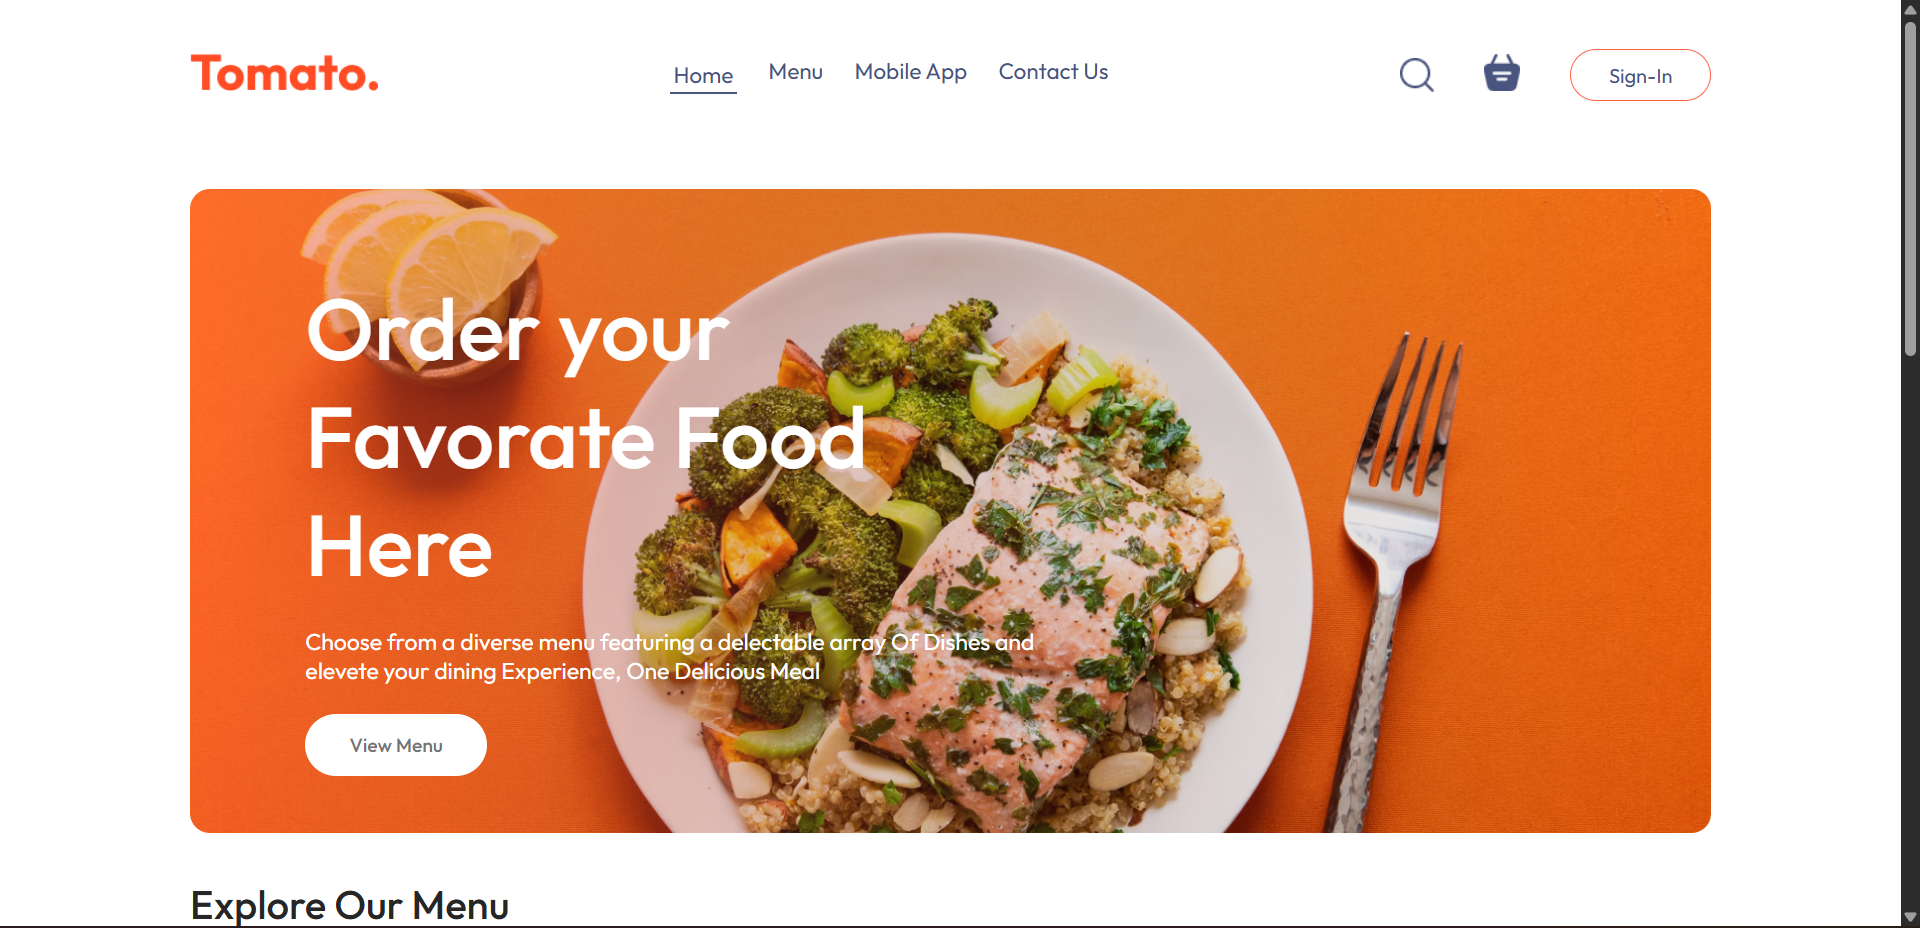 Tomato.
Home Menu Mobile App Contact Us
Sign-In
Order your
Favorate Food
Here
Choose from a diverse menu featuring a delectable array Of Dishes and
elevete your dining Experience, One Delicious Meal
View Menu
Explore Our Menu